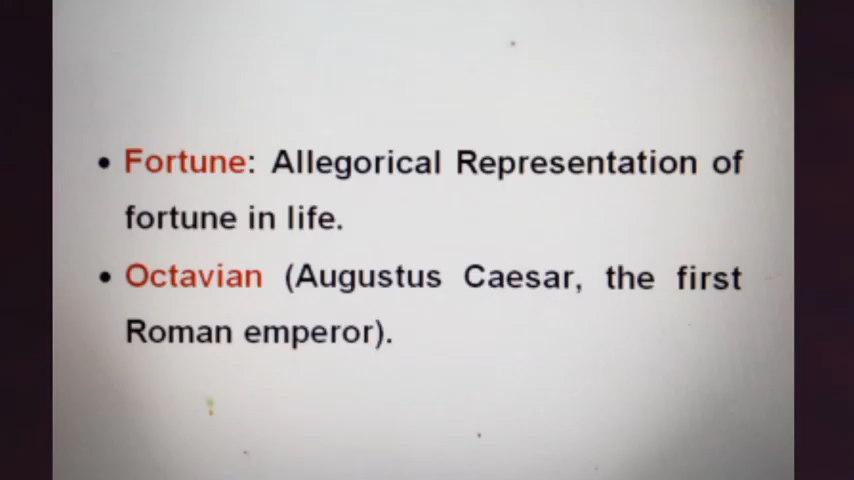 • Fortune: Allegorical Representation of
fortune in life.
• Octavian (Augustus Caesar, the first
Roman emperor).